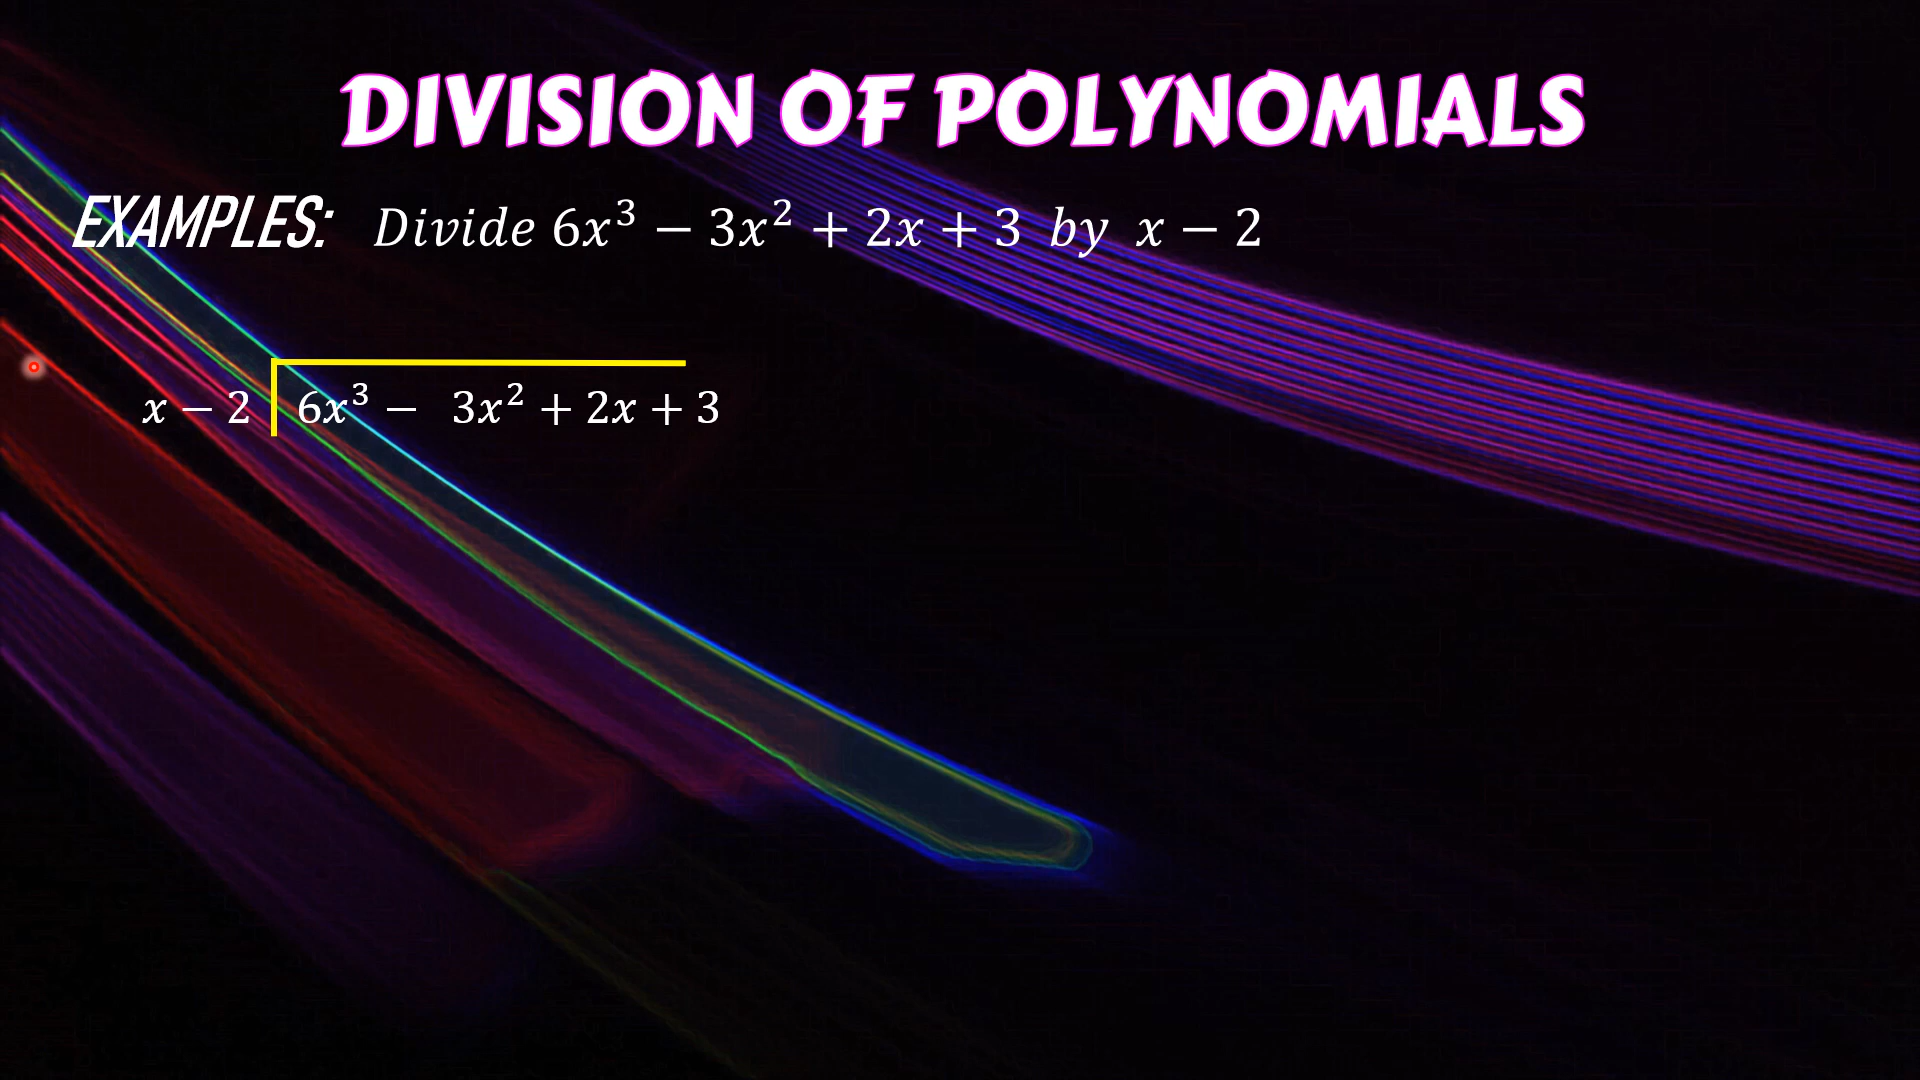 DIVISION OF POLYNOMIALS
EXAMPLES: Divide 6x³ − 3x² + 2x + 3 by x − 2
x − 2 6x³ − 3x² + 2x + 3